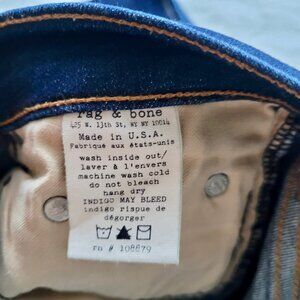 rag & bone
425 W. 13th St, NY NY 10014
Made in U.S.A.
Fabriqué aux états-unis
wash inside out/
laver à l'envers
machine wash cold
do not bleach
hang dry
INDIGO MAY BLEED
indigo risque de
dégorger
rn # 108879